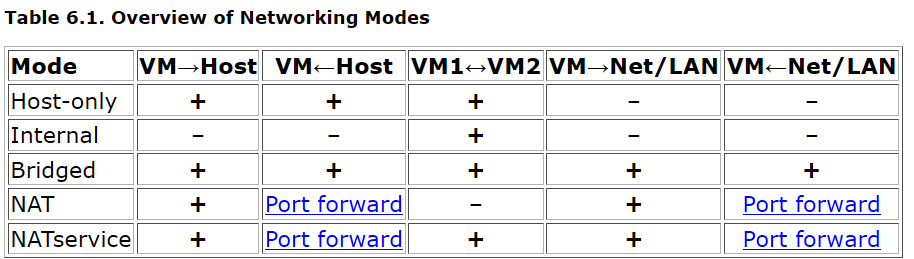 Table 6.1. Overview of Networking Modes
Mode VM→Host VM←Host VM1↔VM2 VM→Net/LAN VM←Net/LAN
Host-only + + + – –
Internal – – + – –
Bridged + + + + +
NAT + Port forward – + Port forward
NATservice + Port forward + + Port forward